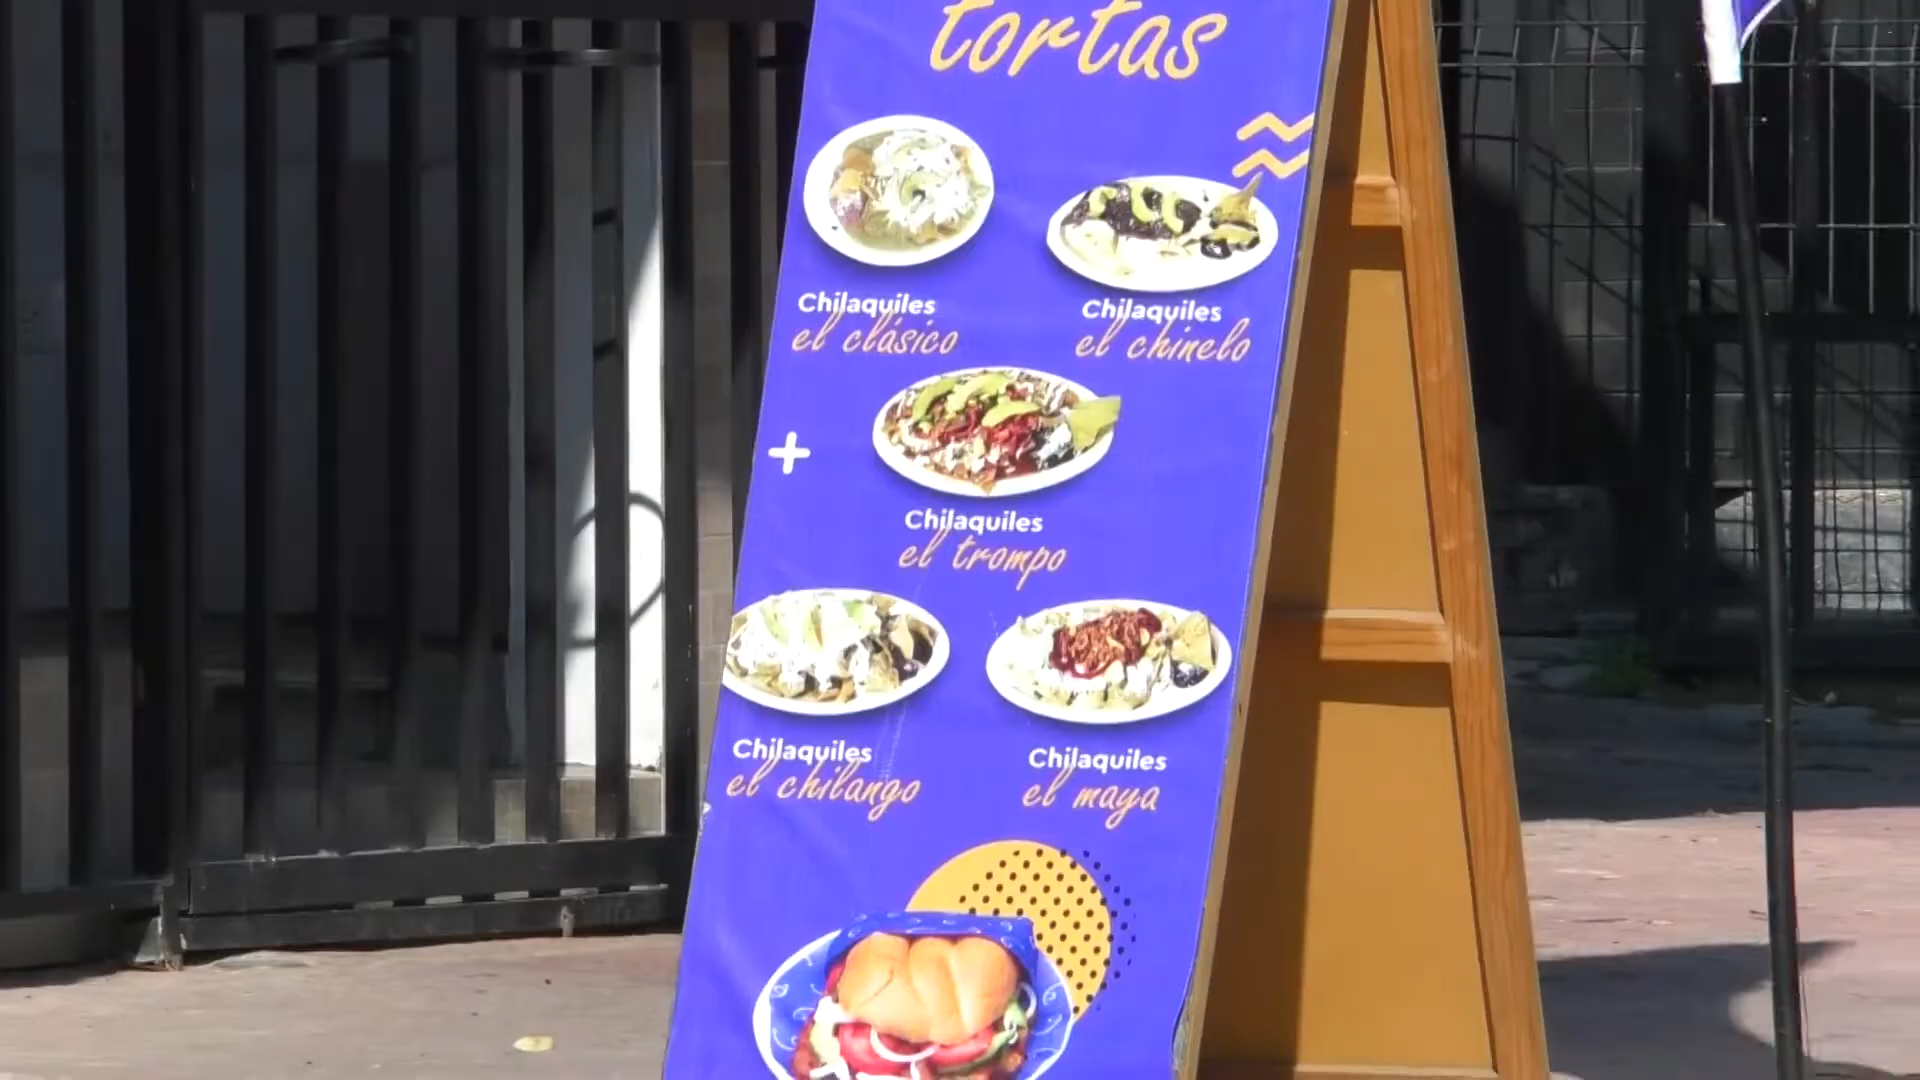 tortas
Chilaquiles
el clásico
Chilaquiles
el chinelo
+
Chilaquiles
el trompo
Chilaquiles
el chilango
Chilaquiles
el maya